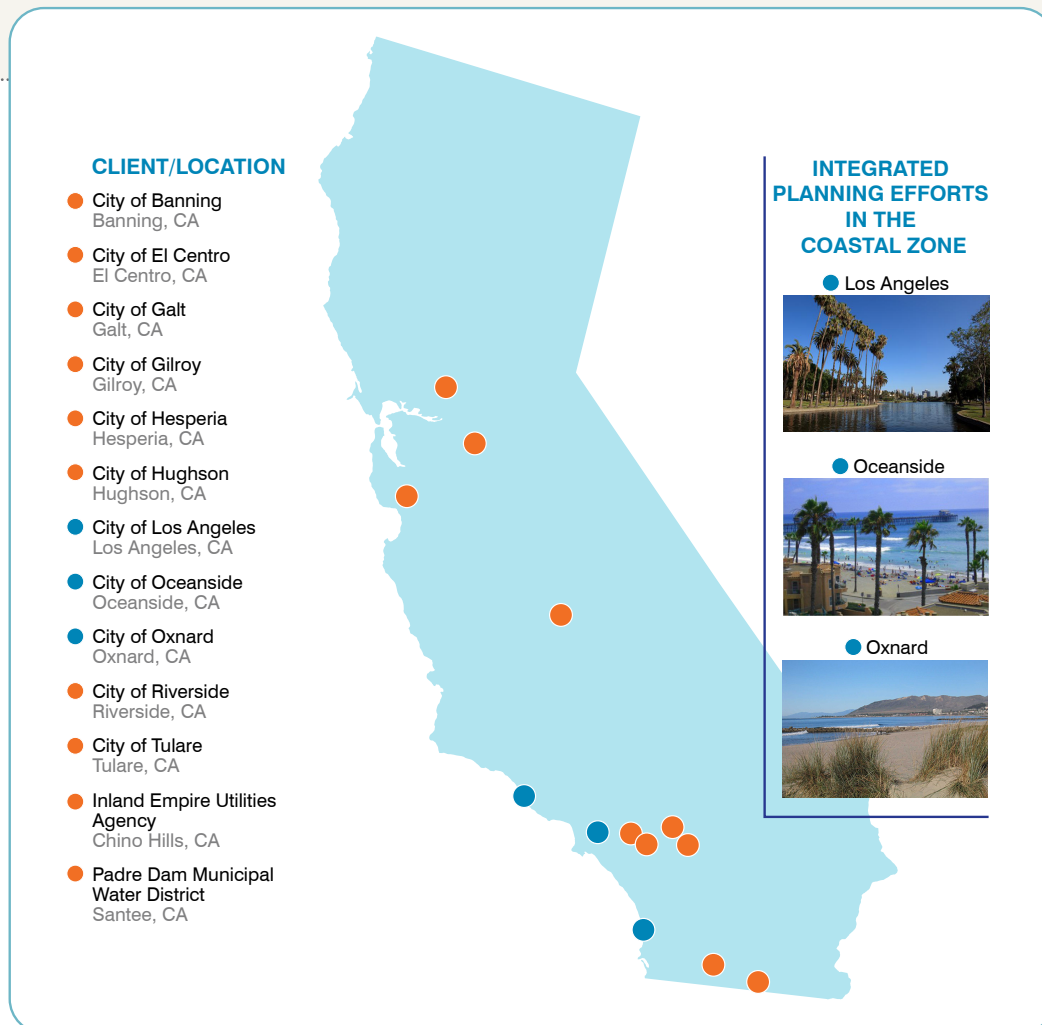 CLIENT/LOCATION
City of Banning
Banning, CA
City of El Centro
El Centro, CA
City of Galt
Galt, CA
City of Gilroy
Gilroy, CA
City of Hesperia
Hesperia, CA
City of Hughson
Hughson, CA
City of Los Angeles
Los Angeles, CA
City of Oceanside
Oceanside, CA
City of Oxnard
Oxnard, CA
City of Riverside
Riverside, CA
City of Tulare
Tulare, CA
Inland Empire Utilities
Agency
Chino Hills, CA
Padre Dam Municipal
Water District
Santee, CA
INTEGRATED
PLANNING EFFORTS
IN THE
COASTAL ZONE
Los Angeles
Oceanside
Oxnard